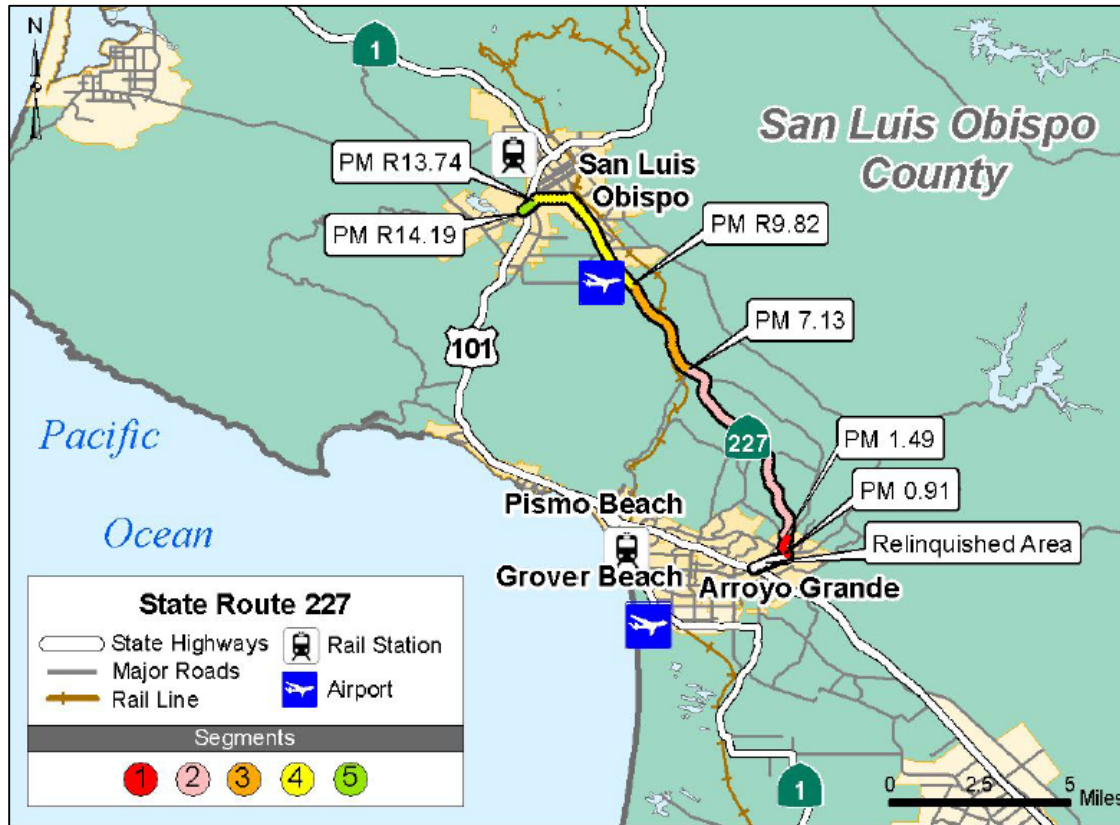 N
1
San Luis Obispo
County
PM R13.74
San Luis
Obispo
PM R14.19
PM R9.82
PM 7.13
101
Pacific
Ocean
227
PM 1.49
PM 0.91
Relinquished Area
Pismo Beach
Grover Beach
Arroyo Grande
State Route 227
State Highways
Rail Station
Major Roads
Airport
Rail Line
Segments
1 2 3 4 5
1
0 2.5 5
Miles